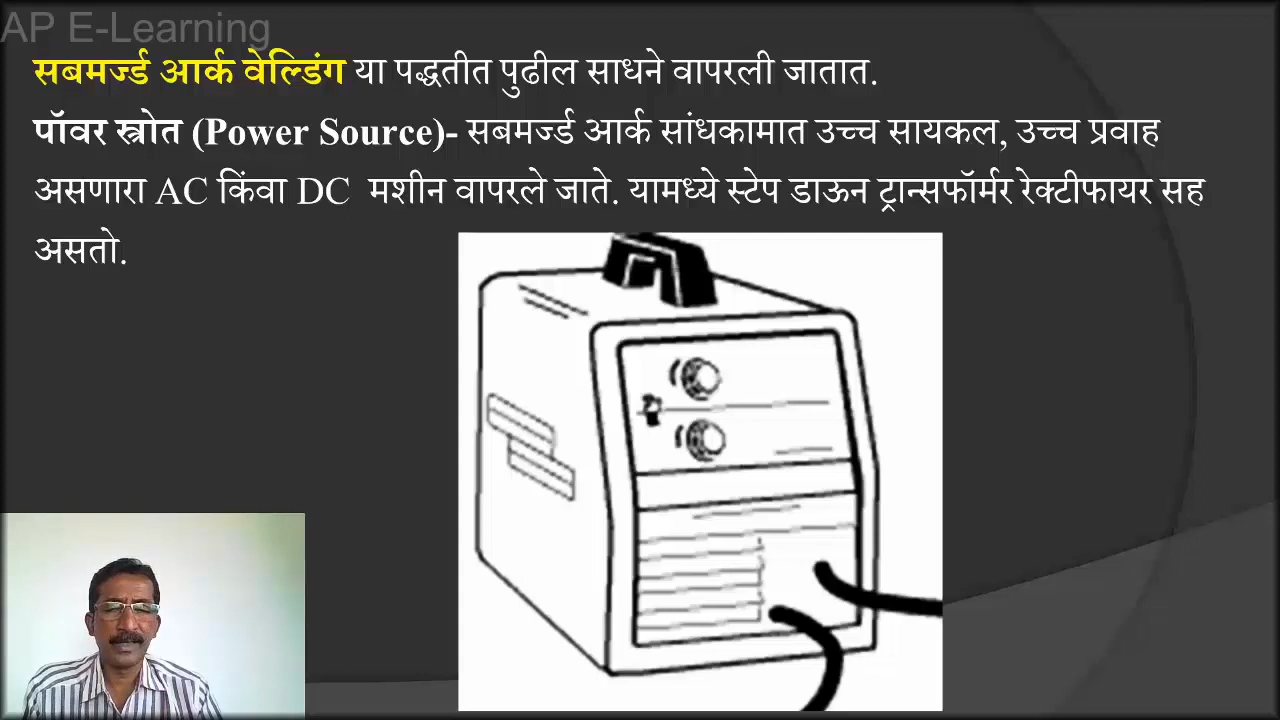 AP E-Learning
सबमर्ज्ड आर्क वेल्डिंग या पद्धतीत पुढील साधने वापरली जातात.
पॉवर स्त्रोत (Power Source)- सबमर्ज्ड आर्क सांधकामात उच्च सायकल, उच्च प्रवाह
असणारा AC किंवा DC मशीन वापरले जाते. यामध्ये स्टेप डाऊन ट्रान्सफॉर्मर रेक्टीफायर सह
असतो.